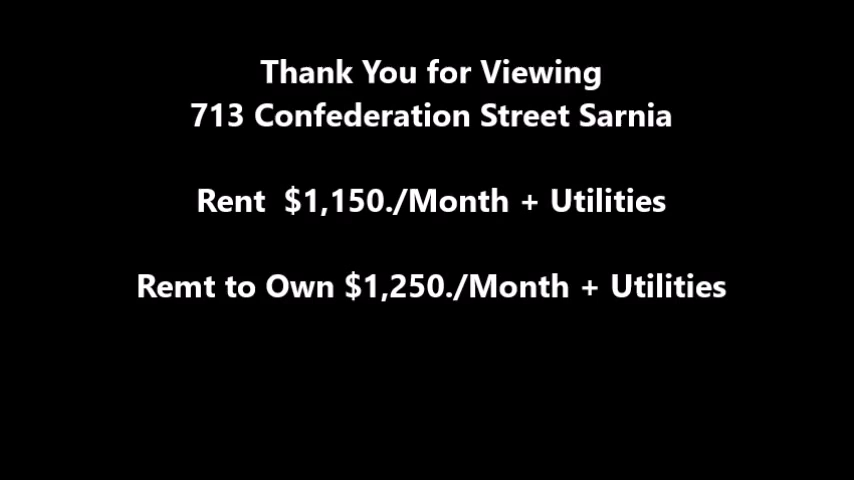 Thank You for Viewing
713 Confederation Street Sarnia
Rent  $1,150./Month + Utilities
Remt to Own $1,250./Month + Utilities